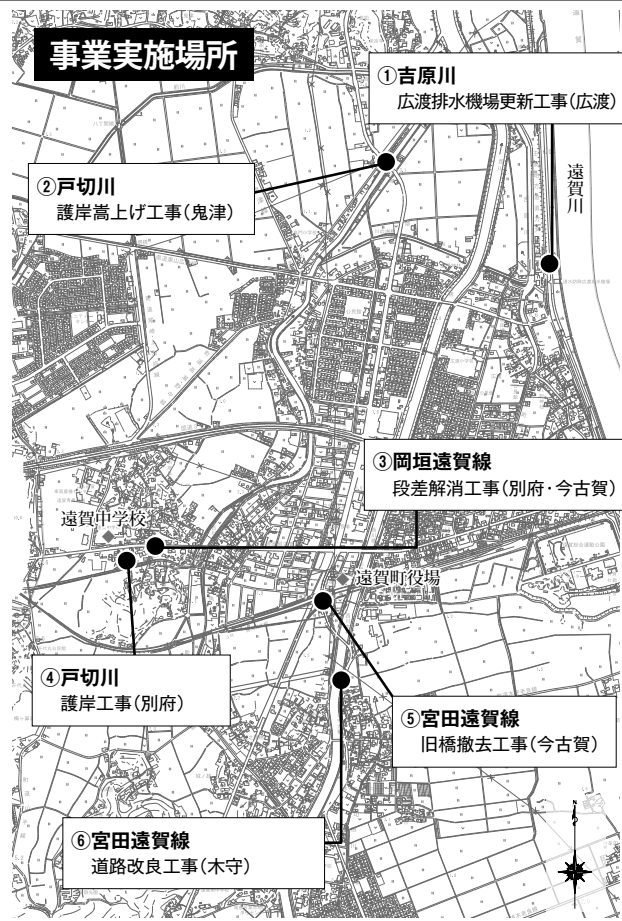 事業実施場所
①吉原川
広渡排水機場更新工事(広渡)
②戸切川
護岸嵩上げ工事(鬼津)
遠賀川
③岡垣遠賀線
段差解消工事(別府・今古賀)
遠賀中学校
遠賀町役場
④戸切川
護岸工事(別府)
⑤宮田遠賀線
旧橋撤去工事(今古賀)
⑥宮田遠賀線
道路改良工事(木守)